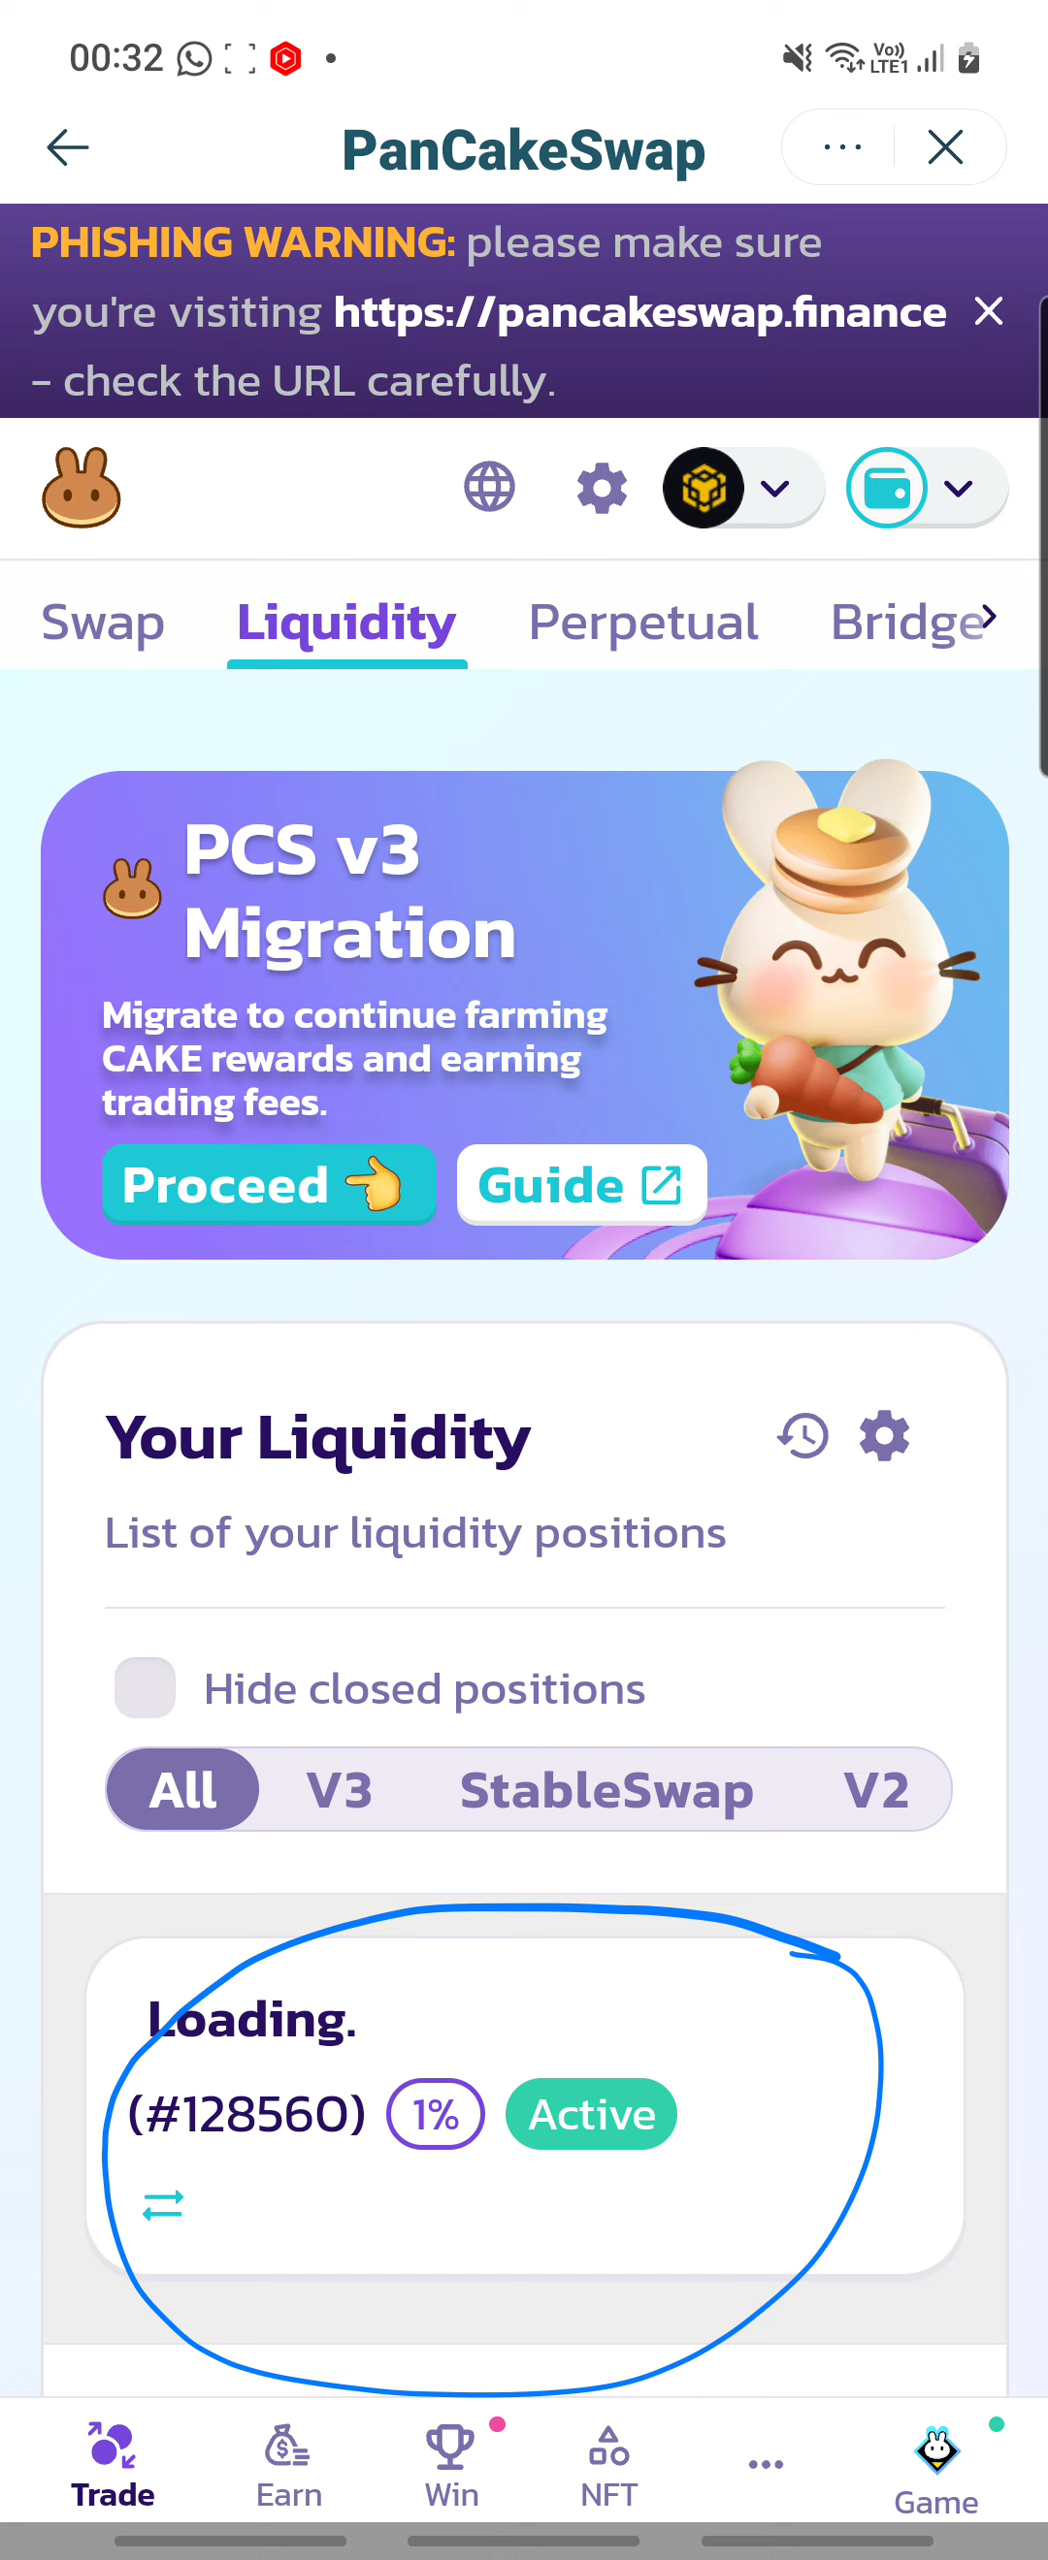 00:32 Vo)) LTE1
PanCakeSwap
PHISHING WARNING: please make sure
you're visiting https://pancakeswap.finance
- check the URL carefully.
Swap Liquidity Perpetual Bridge
PCS v3
Migration
Migrate to continue farming
CAKE rewards and earning
trading fees.
Proceed Guide
Your Liquidity
List of your liquidity positions
Hide closed positions
All V3 StableSwap V2
Loading.
(#128560) 1% Active
Trade Earn Win NFT Game